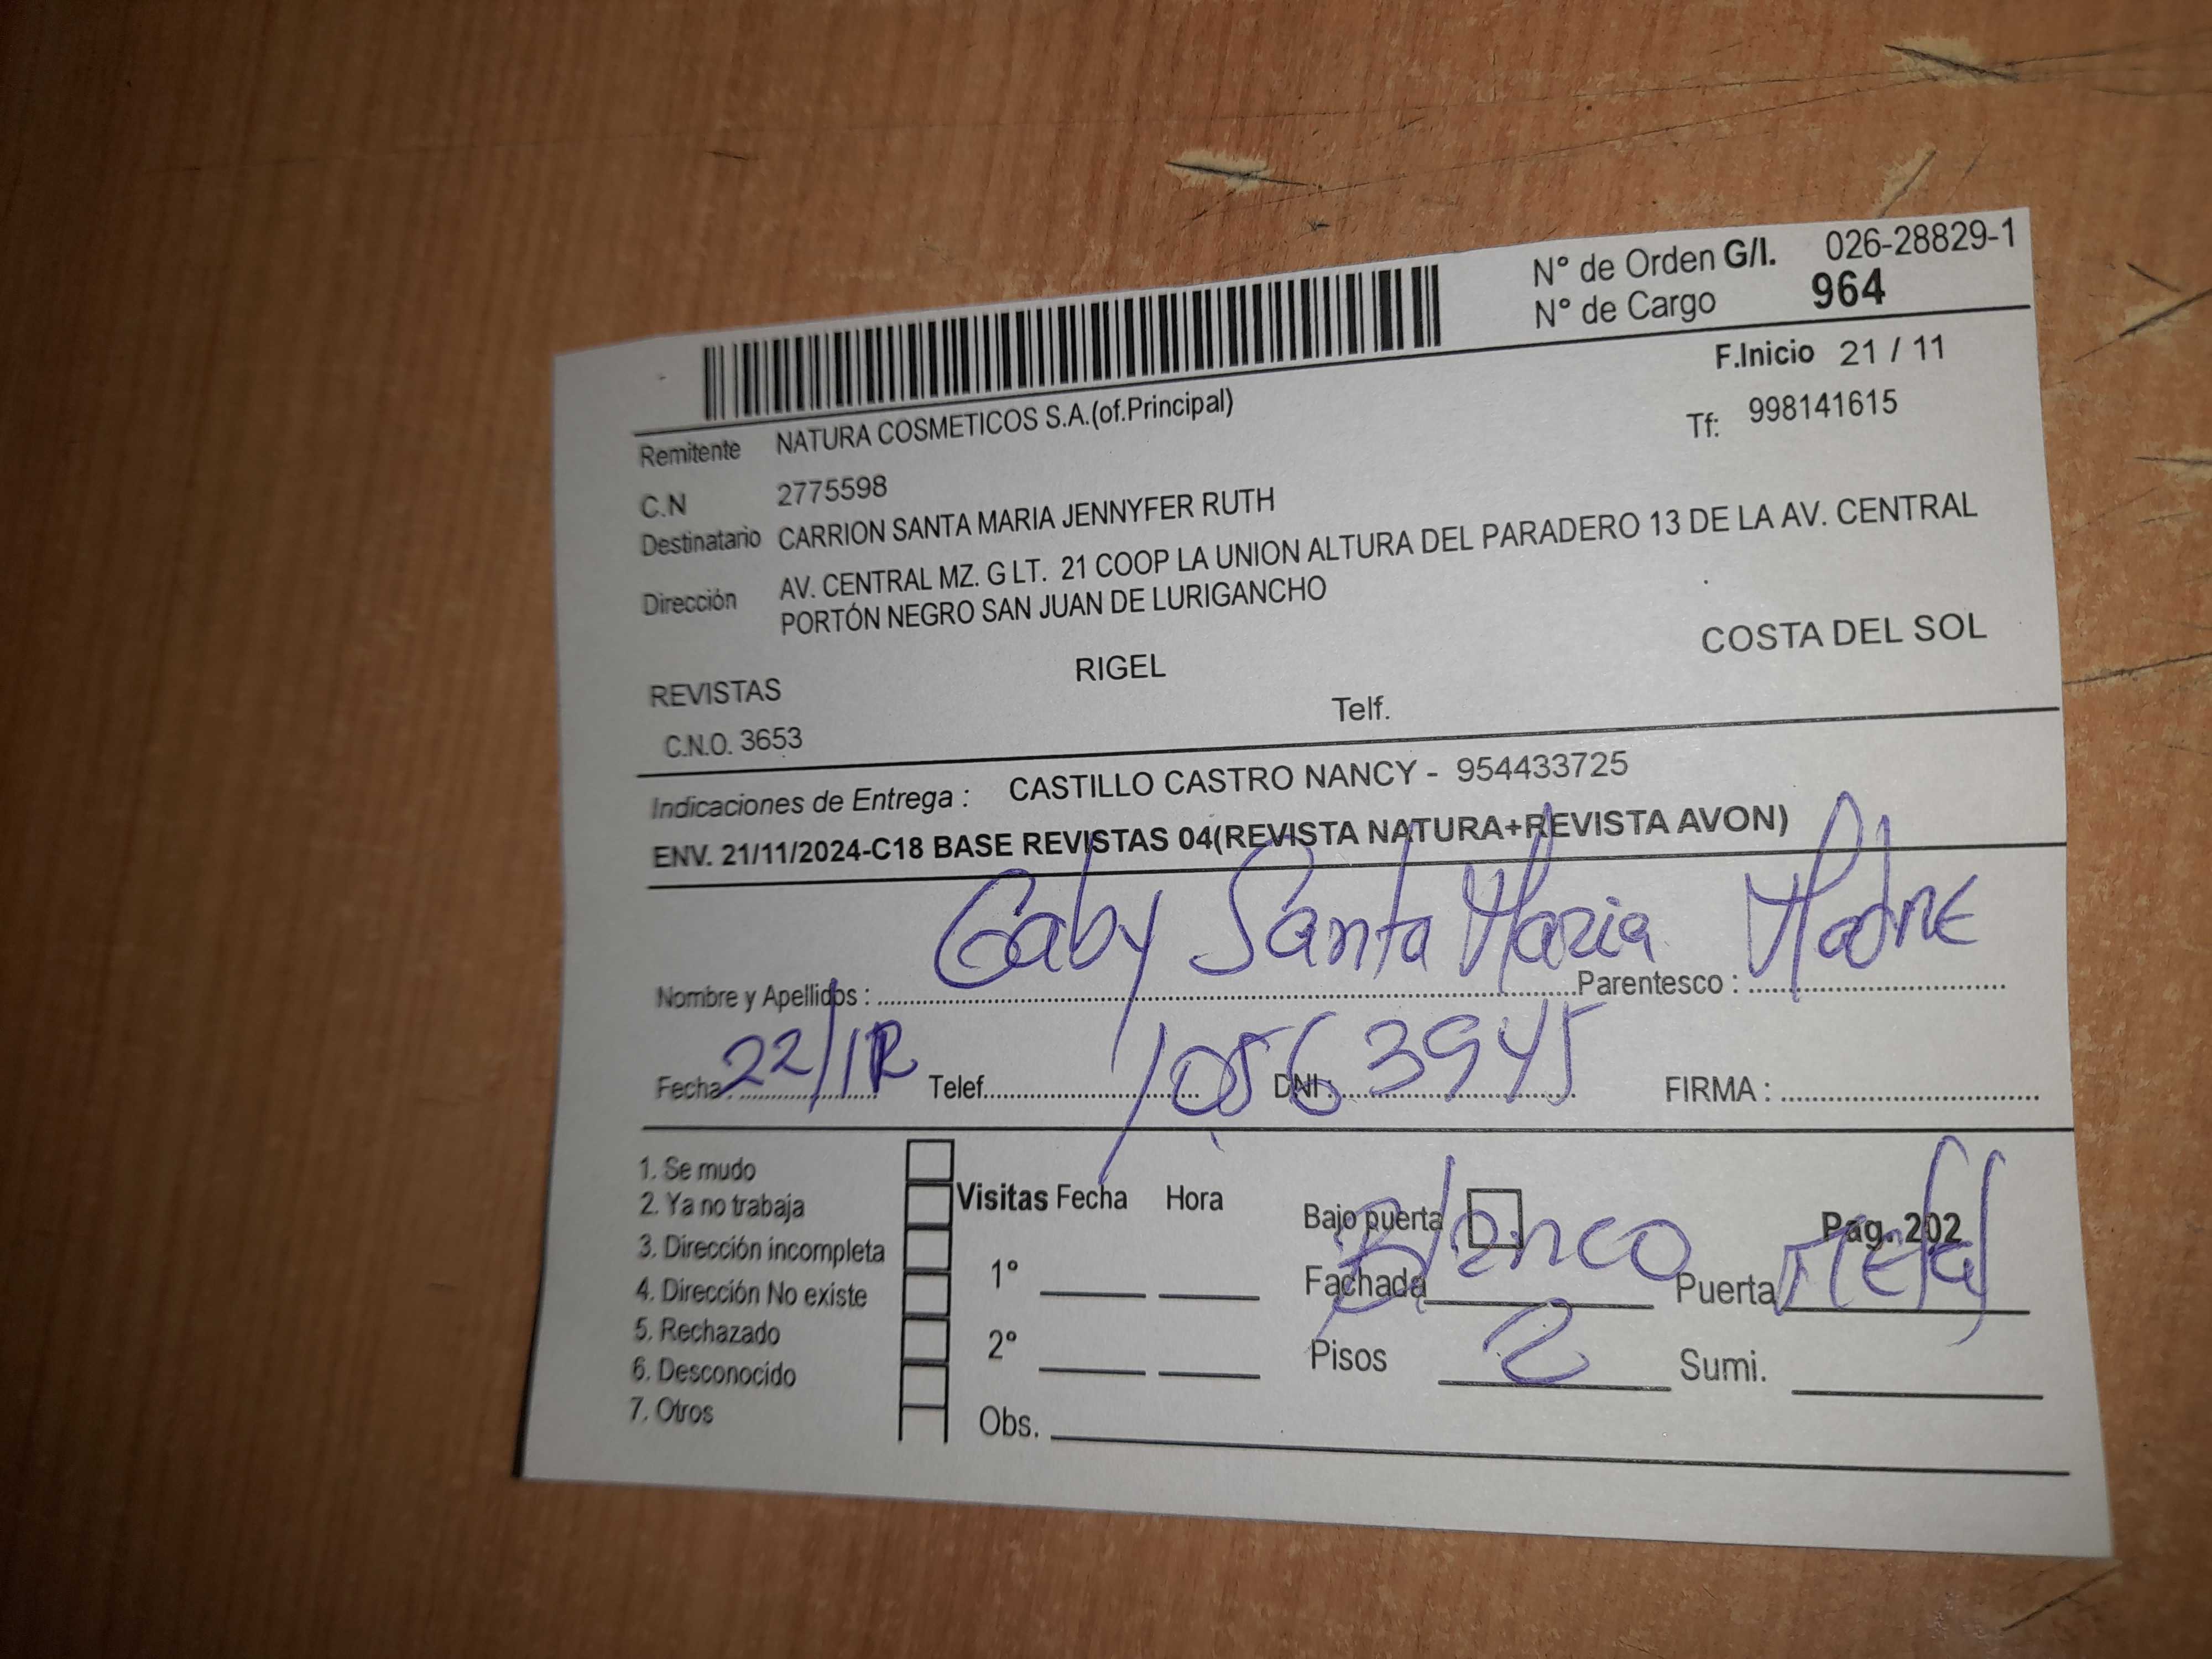 N° de Orden G/I. 026-28829-1
N° de Cargo 964
F.Inicio 21 / 11
Remitente NATURA COSMETICOS S.A.(of.Principal)
Tf: 998141615
C.N 2775598
Destinatario CARRION SANTA MARIA JENNYFER RUTH
Dirección AV. CENTRAL MZ. G LT. 21 COOP LA UNION ALTURA DEL PARADERO 13 DE LA AV. CENTRAL
PORTÓN NEGRO SAN JUAN DE LURIGANCHO
REVISTAS RIGEL COSTA DEL SOL
C.N.O. 3653 Telf.
Indicaciones de Entrega : CASTILLO CASTRO NANCY - 954433725
ENV. 21/11/2024-C18 BASE REVISTAS 04(REVISTA NATURA+REVISTA AVON)
Nombre y Apellidos : Gaby Santa Maria Parentesco : Madre
Fecha : 22/ Telef. DNI : 10563945 FIRMA :
1. Se mudo
2. Ya no trabaja
3. Dirección incompleta
4. Dirección No existe
5. Rechazado
6. Desconocido
7. Otros
Visitas Fecha Hora
1°
2°
Obs.
Bajo puerta Pag. 202
Fachada Blanco Puerta
Pisos 2 Sumi.